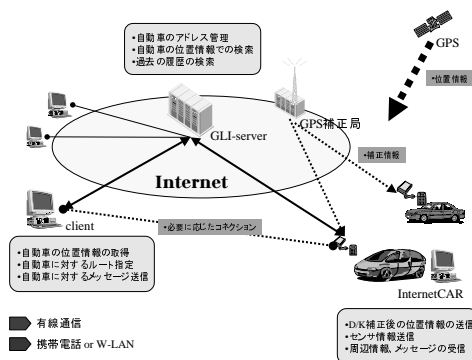 •自動車のアドレス管理
•自動車の位置情報での検索
•過去の履歴の検索
GPS
•位置情報
GLI-server
GPS補正局
•補正情報
Internet
client
•必要に応じたコネクション
•自動車の位置情報の取得
•自動車に対するルート指定
•自動車に対するメッセージ送信
InternetCAR
有線通信
携帯電話 or W-LAN
•D/K補正後の位置情報の送信
•センサ情報送信
•周辺情報、メッセージの受信